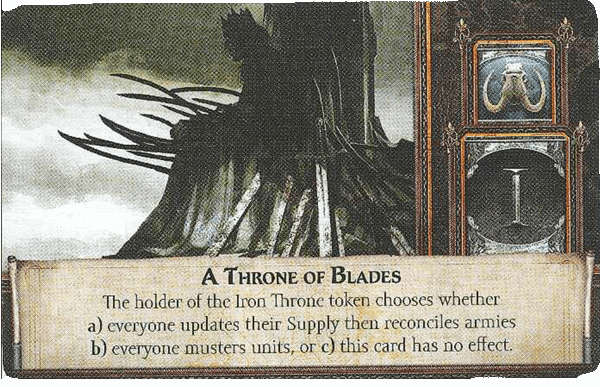 A THRONE OF BLADES
The holder of the Iron Throne token chooses whether
a) everyone updates their Supply then reconciles armies
b) everyone musters units, or c) this card has no effect.
I